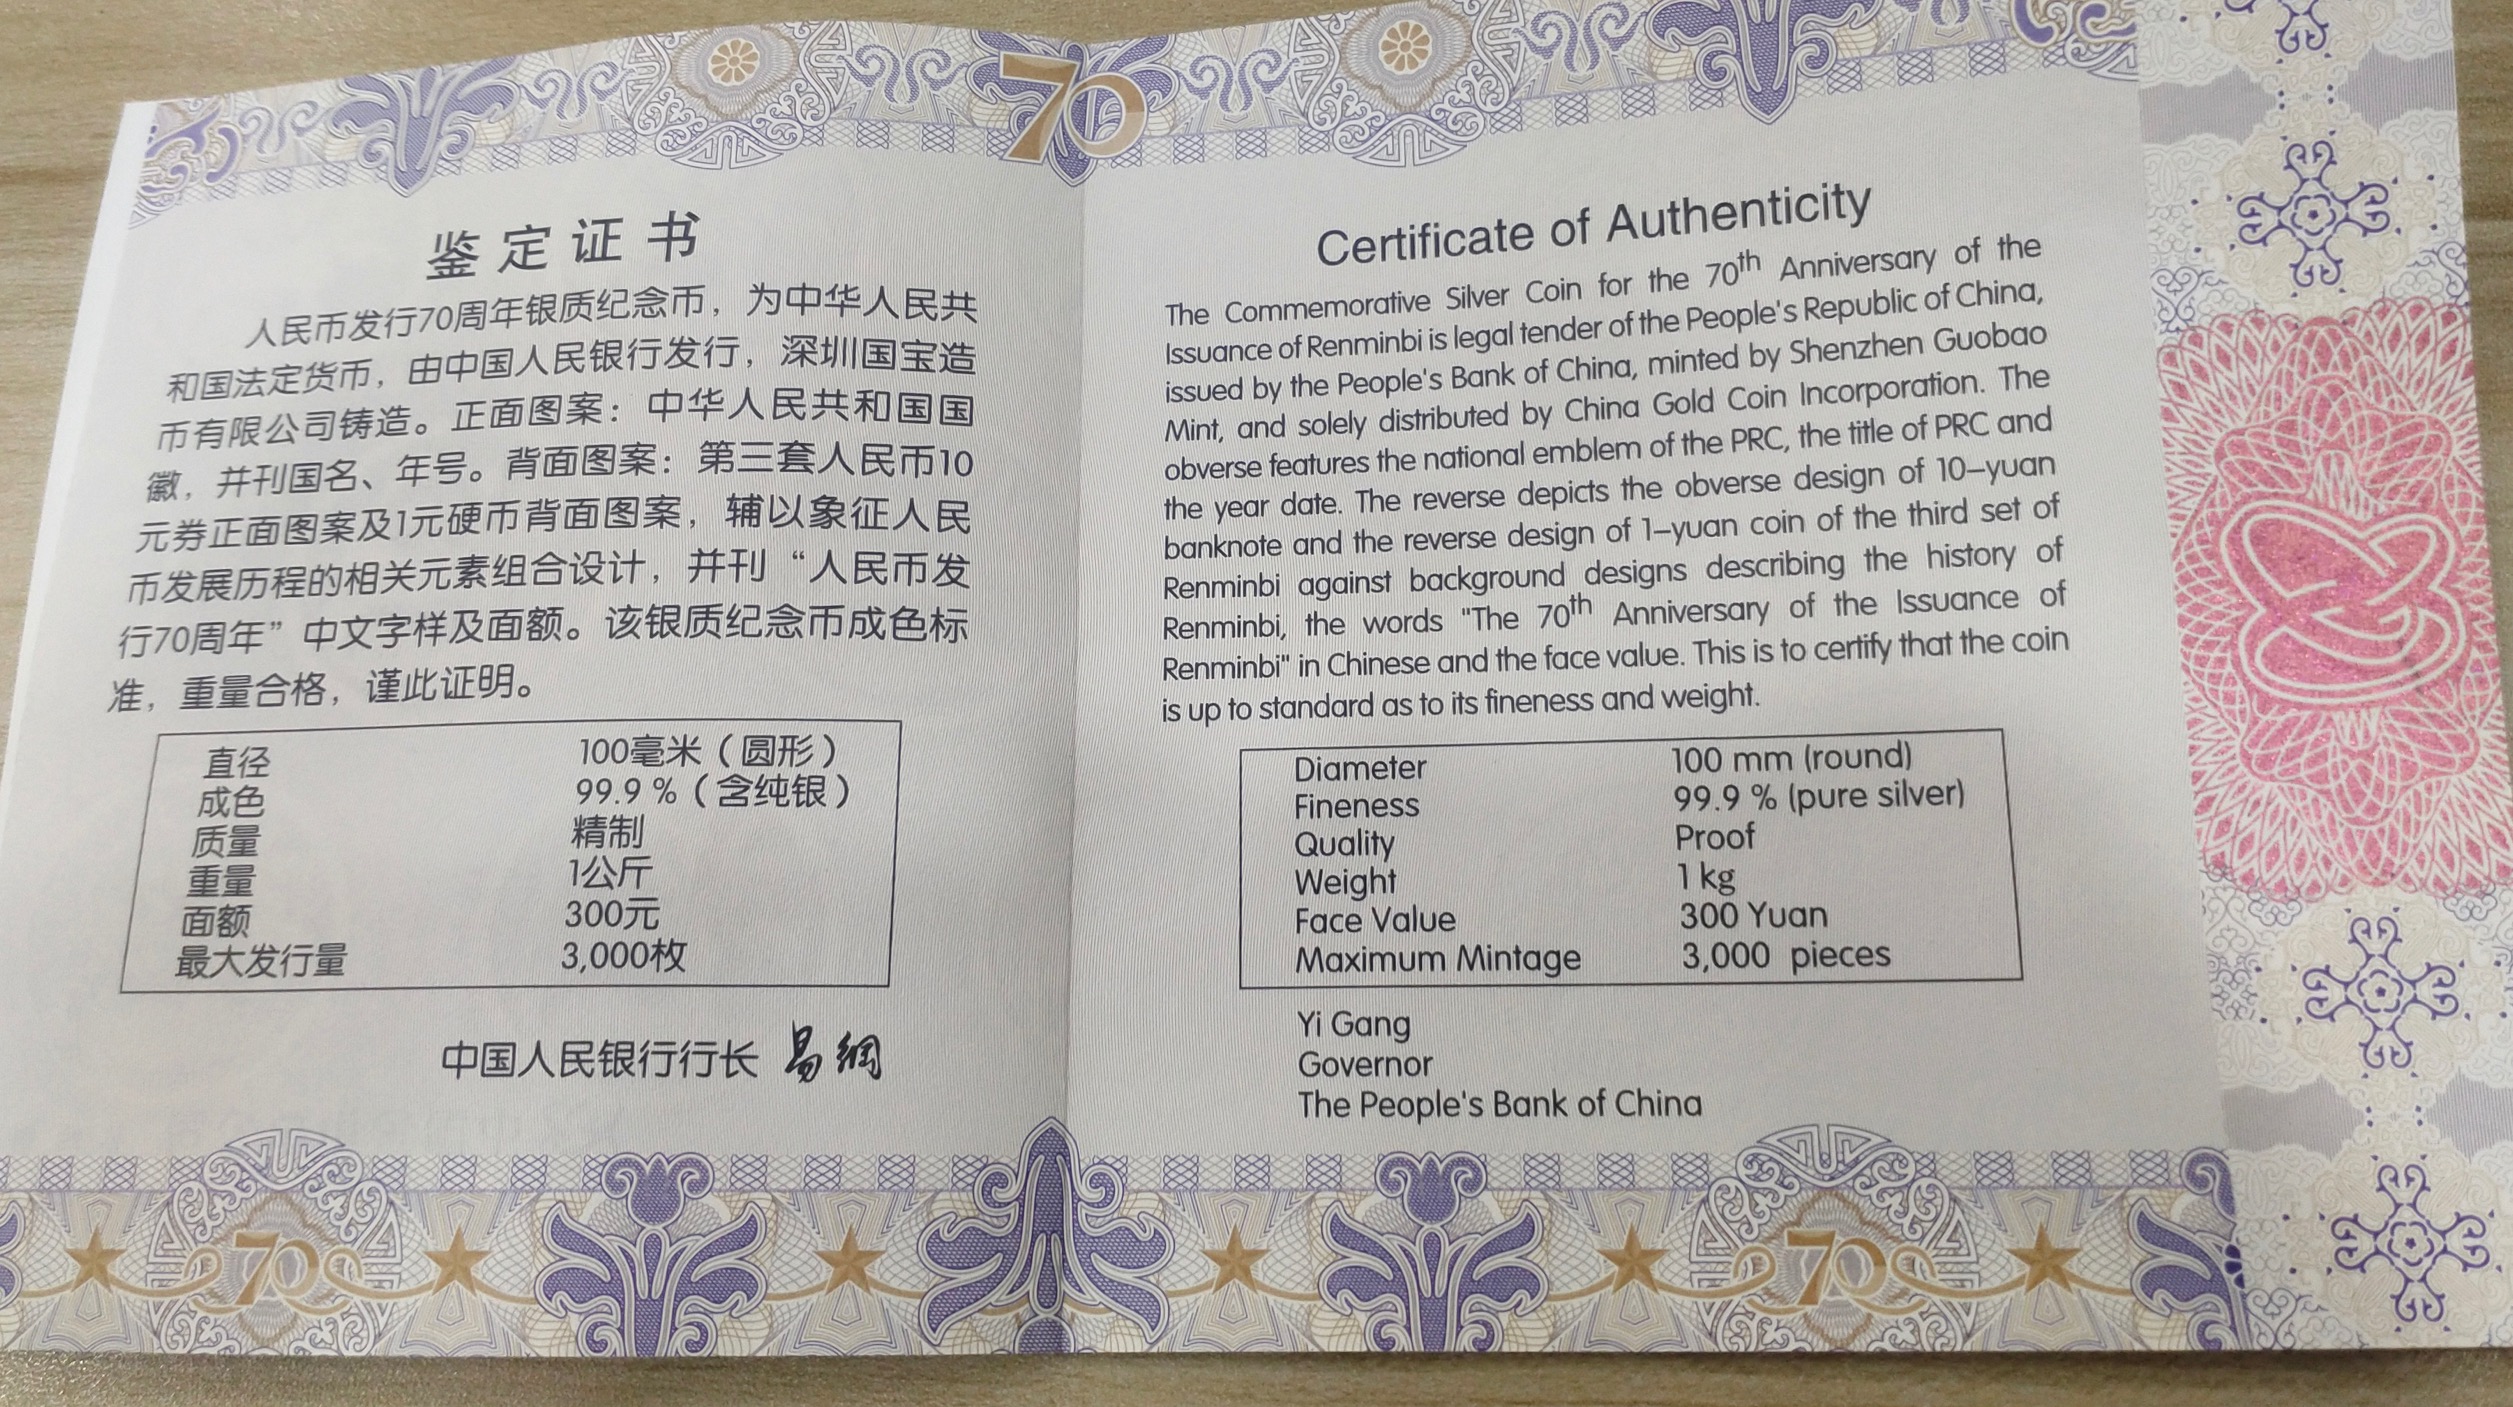 70
鉴定证书
人民币发行70周年银质纪念币，为中华人民共
和国法定货币，由中国人民银行发行，深圳国宝造
币有限公司铸造。正面图案：中华人民共和国国
徽，并刊国名、年号。背面图案：第三套人民币10
元券正面图案及1元硬币背面图案，辅以象征人民
币发展历程的相关元素组合设计，并刊“人民币发
行70周年”中文字样及面额。该银质纪念币成色标
准，重量合格，谨此证明。
直径 100毫米（圆形）
成色 99.9 %（含纯银）
质量 精制
重量 1公斤
面额 300元
最大发行量 3,000枚
中国人民银行行长 易纲
70
Certificate of Authenticity
The Commemorative Silver Coin for the 70th Anniversary of the
Issuance of Renminbi is legal tender of the People's Republic of China,
issued by the People's Bank of China, minted by Shenzhen Guobao
Mint, and solely distributed by China Gold Coin Incorporation. The
obverse features the national emblem of the PRC, the title of PRC and
the year date. The reverse depicts the obverse design of 10–yuan
banknote and the reverse design of 1–yuan coin of the third set of
Renminbi against background designs describing the history of
Renminbi, the words "The 70th Anniversary of the Issuance of
Renminbi" in Chinese and the face value. This is to certify that the coin
is up to standard as to its fineness and weight.
Diameter 100 mm (round)
Fineness 99.9 % (pure silver)
Quality Proof
Weight 1 kg
Face Value 300 Yuan
Maximum Mintage 3,000 pieces
Yi Gang
Governor
The People's Bank of China
70